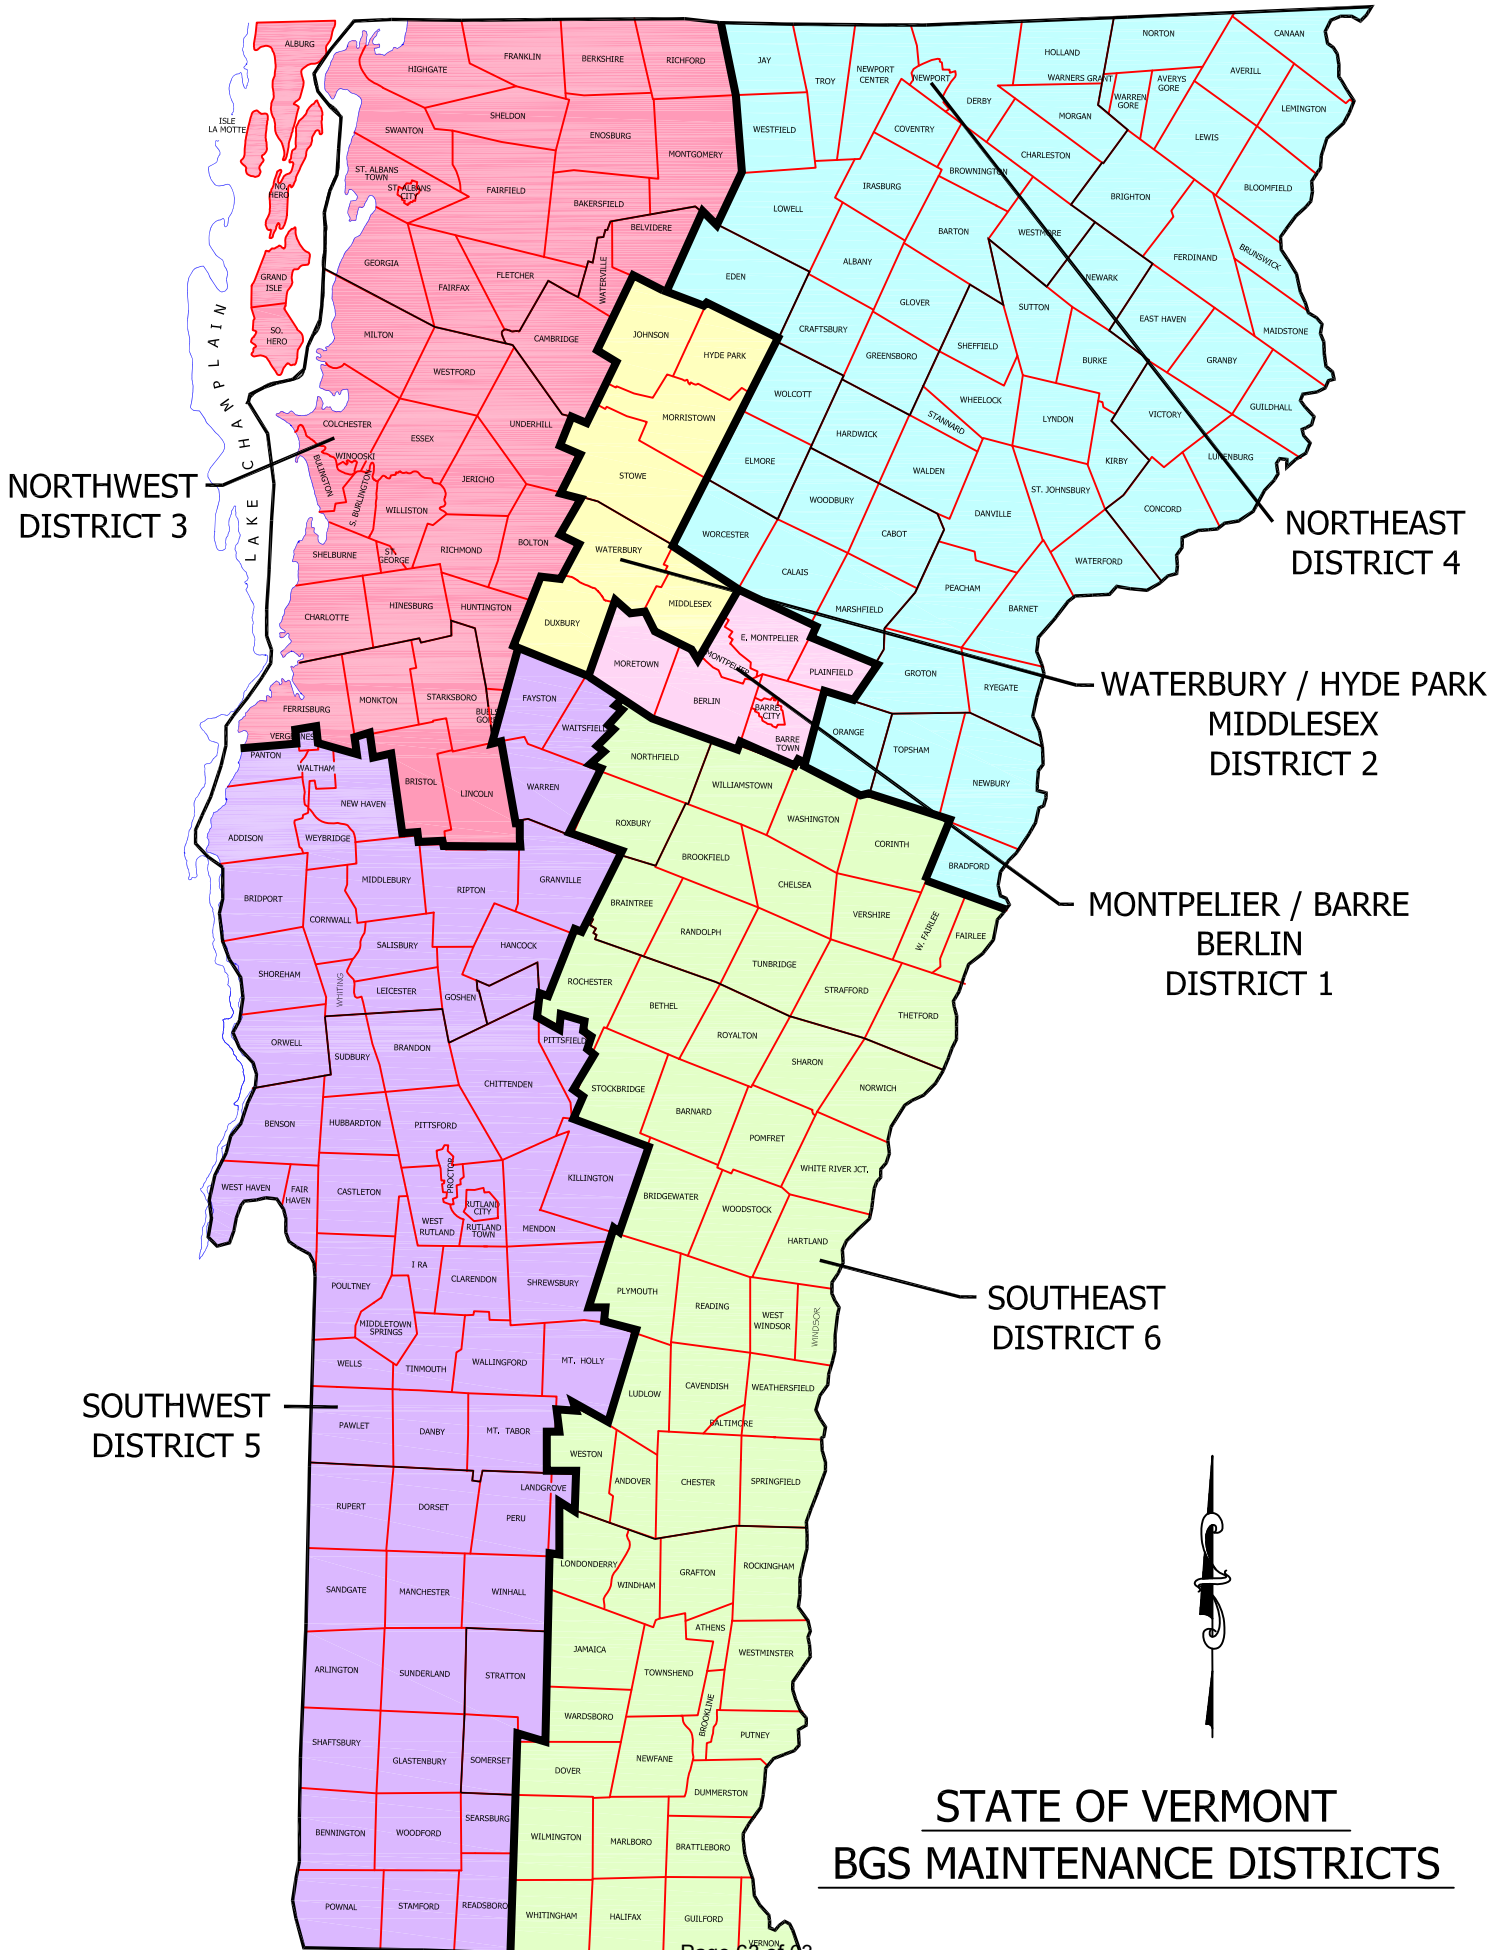 ALBURG
HIGHGATE
FRANKLIN
BERKSHIRE
RICHFORD
JAY
TROY
NEWPORT
CENTER
NEWPORT
HOLLAND
NORTON
CANAAN
WARNERS GRANT
AVERYS
GORE
AVERILL
WARREN
GORE
LEMINGTON
DERBY
MORGAN
ISLE
LA MOTTE
SWANTON
SHELDON
ENOSBURG
MONTGOMERY
WESTFIELD
COVENTRY
CHARLESTON
LEWIS
ST. ALBANS
TOWN
ST. ALBANS
CITY
NO.
HERO
FAIRFIELD
BAKERSFIELD
BROWNINGTON
IRASBURG
BRIGHTON
BLOOMFIELD
BELVIDERE
LOWELL
BARTON
WESTMORE
BRUNSWICK
GEORGIA
FAIRFAX
FLETCHER
WATERVILLE
EDEN
ALBANY
NEWARK
FERDINAND
GRAND
ISLE
SO.
HERO
MILTON
CAMBRIDGE
JOHNSON
HYDE PARK
CRAFTSBURY
GLOVER
SUTTON
EAST HAVEN
MAIDSTONE
GREENSBORO
SHEFFIELD
BURKE
GRANBY
WESTFORD
WOLCOTT
WHEELOCK
LYNDON
VICTORY
GUILDHALL
LAKE CHAMPLAIN
COLCHESTER
ESSEX
UNDERHILL
MORRISTOWN
HARDWICK
STANNARD
WINOOSKI
BULINGTON
S. BURLINGTON
JERICHO
STOWE
ELMORE
WALDEN
KIRBY
LUNENBURG
NORTHWEST
DISTRICT 3
WILLISTON
WOODBURY
ST. JOHNSBURY
DANVILLE
CONCORD
NORTHEAST
DISTRICT 4
SHELBURNE
ST.
GEORGE
RICHMOND
BOLTON
WATERBURY
WORCESTER
CABOT
WATERFORD
CALAIS
PEACHAM
CHARLOTTE
HINESBURG
HUNTINGTON
DUXBURY
MIDDLESEX
MARSHFIELD
BARNET
E. MONTPELIER
MONTPELIER
MORETOWN
PLAINFIELD
GROTON
RYEGATE
WATERBURY / HYDE PARK
MIDDLESEX
DISTRICT 2
FERRISBURG
MONKTON
STARKSBORO
BUELS
GORE
FAYSTON
WAITSFIELD
BERLIN
BARRE
CITY
BARRE
TOWN
ORANGE
TOPSHAM
NEWBURY
VERGENNES
PANTON
WALTHAM
NEW HAVEN
BRISTOL
LINCOLN
WARREN
NORTHFIELD
WILLIAMSTOWN
WASHINGTON
ADDISON
WEYBRIDGE
ROXBURY
BROOKFIELD
CORINTH
BRADFORD
MIDDLEBURY
RIPTON
GRANVILLE
CHELSEA
BRIDPORT
CORNWALL
BRAINTREE
RANDOLPH
VERSHIRE
W. FAIRLEE
FAIRLEE
MONTPELIER / BARRE
BERLIN
DISTRICT 1
SALISBURY
HANCOCK
SHOREHAM
WHITING
LEICESTER
GOSHEN
ROCHESTER
TUNBRIDGE
STRAFFORD
THETFORD
BETHEL
ORWELL
SUDBURY
BRANDON
PITTSFIELD
ROYALTON
SHARON
CHITTENDEN
STOCKBRIDGE
NORWICH
BENSON
HUBBARDTON
PITTSFORD
BARNARD
POMFRET
WHITE RIVER JCT.
WEST HAVEN
FAIR
HAVEN
CASTLETON
PROCTOR
KILLINGTON
BRIDGEWATER
WOODSTOCK
RUTLAND
CITY
WEST
RUTLAND
RUTLAND
TOWN
MENDON
HARTLAND
I RA
POULTNEY
CLARENDON
SHREWSBURY
PLYMOUTH
READING
WEST
WINDSOR
WINDSOR
SOUTHEAST
DISTRICT 6
MIDDLETOWN
SPRINGS
WELLS
TINMOUTH
WALLINGFORD
MT. HOLLY
LUDLOW
CAVENDISH
WEATHERSFIELD
BALTIMORE
SOUTHWEST
DISTRICT 5
PAWLET
DANBY
MT. TABOR
WESTON
ANDOVER
CHESTER
SPRINGFIELD
LANDGROVE
RUPERT
DORSET
PERU
LONDONDERRY
WINDHAM
GRAFTON
ROCKINGHAM
SANDGATE
MANCHESTER
WINHALL
ATHENS
JAMAICA
TOWNSHEND
WESTMINSTER
ARLINGTON
SUNDERLAND
STRATTON
WARDSBORO
BROOKLINE
PUTNEY
SHAFTSBURY
GLASTENBURY
SOMERSET
DOVER
NEWFANE
DUMMERSTON
STATE OF VERMONT
BGS MAINTENANCE DISTRICTS
BENNINGTON
WOODFORD
SEARSBURG
WILMINGTON
MARLBORO
BRATTLEBORO
POWNAL
STAMFORD
READSBORO
WHITINGHAM
HALIFAX
GUILFORD
VERNON